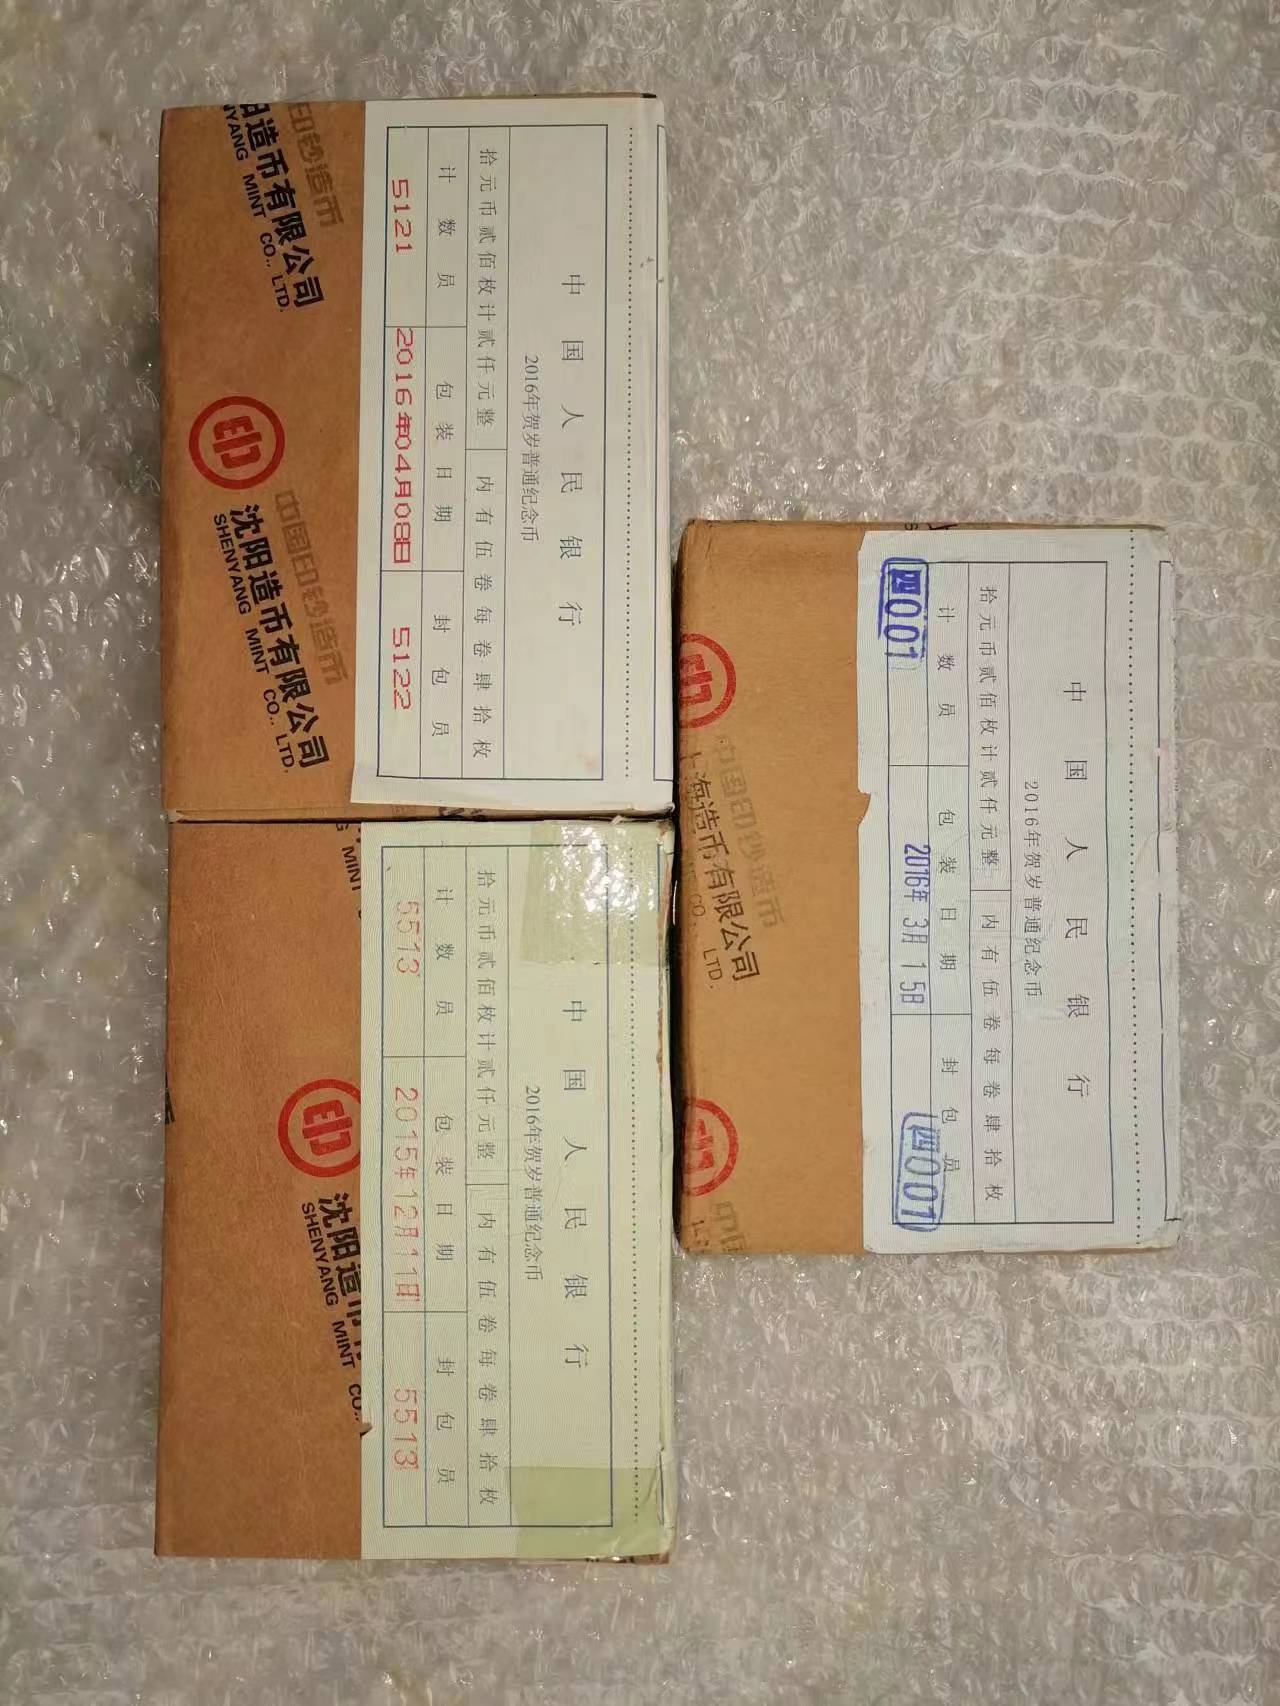 中国人民银行
2016年贺岁普通纪念币
拾元币贰佰枚计贰仟元整 内有伍卷每卷肆拾枚
计数员 包装日期 封包员
5121 2016年04月08日 5122
印钞造币
阳造币有限公司
NYANG MINT CO., LTD.
中国印钞造币
沈阳造币有限公司
SHENYANG MINT CO., LTD.
中国人民银行
2016年贺岁普通纪念币
拾元币贰佰枚计贰仟元整 内有伍卷每卷肆拾枚
计数员 包装日期 封包员
四001 2016年3月15日 四001
中国印钞造币
上海造币有限公司
CO., LTD.
中国
中国人民银行
2016年贺岁普通纪念币
拾元币贰佰枚计贰仟元整 内有伍卷每卷肆拾枚
计数员 包装日期 封包员
5513 2015年12月11日 5513
MINT
沈阳造币
SHENYANG MINT CO.,